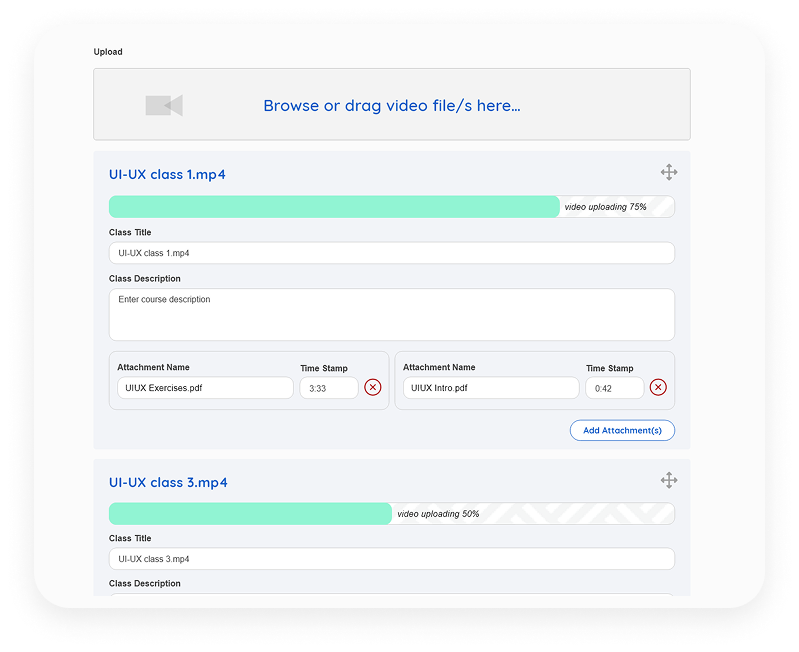 Upload
Browse or drag video file/s here...
UI-UX class 1.mp4
video uploading 75%
Class Title
UI-UX class 1.mp4
Class Description
Enter course description
Attachment Name Time Stamp Attachment Name Time Stamp
UIUX Exercises.pdf 3:33 UIUX Intro.pdf 0:42
Add Attachment(s)
UI-UX class 3.mp4
video uploading 50%
Class Title
UI-UX class 3.mp4
Class Description